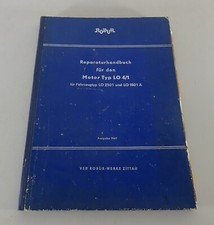 ROBUR
Reparaturhandbuch
für den
Motor Typ LO 4/1
für Fahrzeugtyp LO 2501 und LO 1801 A
VEB ROBUR-WERKE ZITTAU